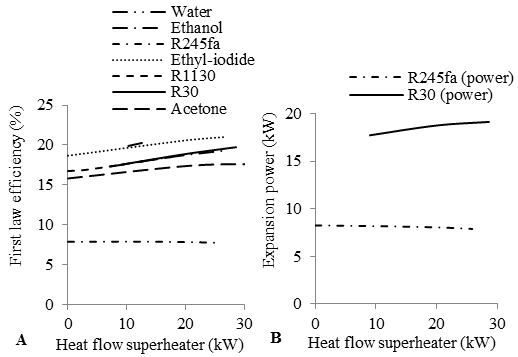 Water
Ethanol
R245fa
Ethyl-iodide
R1130
R30
Acetone
First law efficiency (%)
25
20
15
10
5
0
0 10 20 30
A Heat flow superheater (kW)
R245fa (power)
R30 (power)
Expansion power (kW)
20
15
10
5
0
0 10 20 30
B Heat flow superheater (kW)